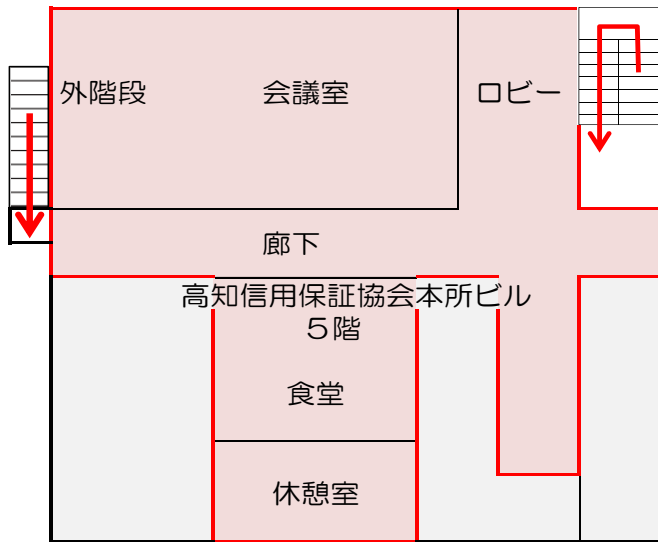 外階段
会議室
ロビー
廊下
高知信用保証協会本所ビル
５階
食堂
休憩室